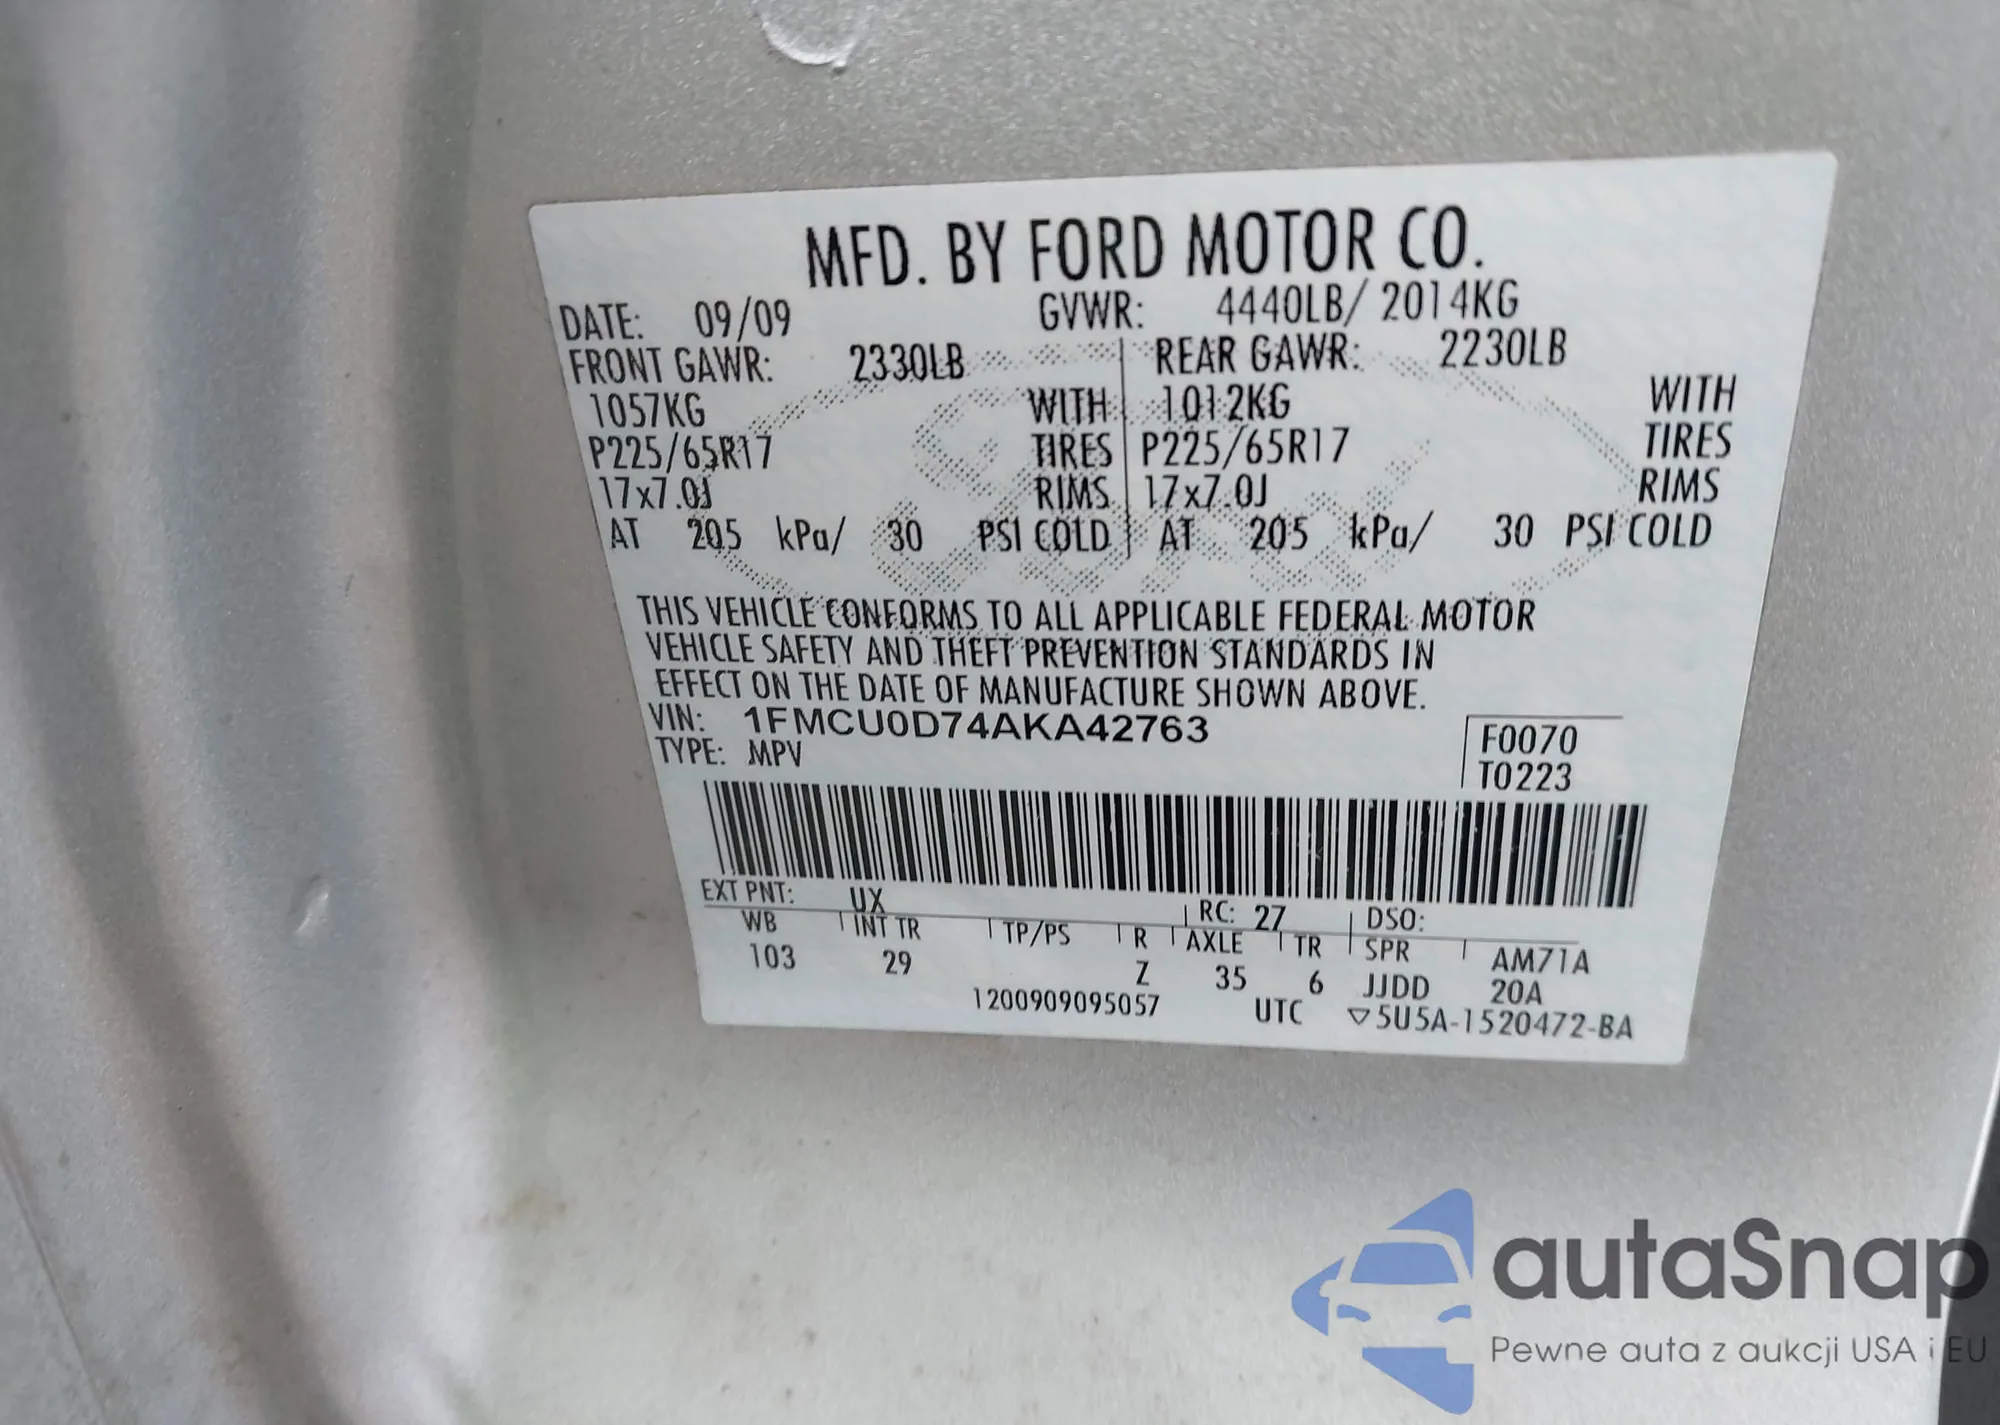 MFD. BY FORD MOTOR CO.
DATE: 09/09 GVWR: 4440LB/ 2014KG
FRONT GAWR: 2330LB REAR GAWR: 2230LB
1057KG WITH 1012KG WITH
P225/65R17 TIRES P225/65R17 TIRES
17x7.0J RIMS 17x7.0J RIMS
AT 205 kPa/ 30 PSI COLD AT 205 kPa/ 30 PSI COLD
THIS VEHICLE CONFORMS TO ALL APPLICABLE FEDERAL MOTOR
VEHICLE SAFETY AND THEFT PREVENTION STANDARDS IN
EFFECT ON THE DATE OF MANUFACTURE SHOWN ABOVE.
VIN: 1FMCU0D74AKA42763 F0070
TYPE: MPV T0223
EXT PNT: UX RC: 27 DSO:
WB INT TR TP/PS R AXLE TR SPR AM71A
103 29 Z 35 6 JJDD 20A
1200909095057 UTC ▽5U5A-1520472-BA
autaSnap
Pewne auta z aukcji USA i EU